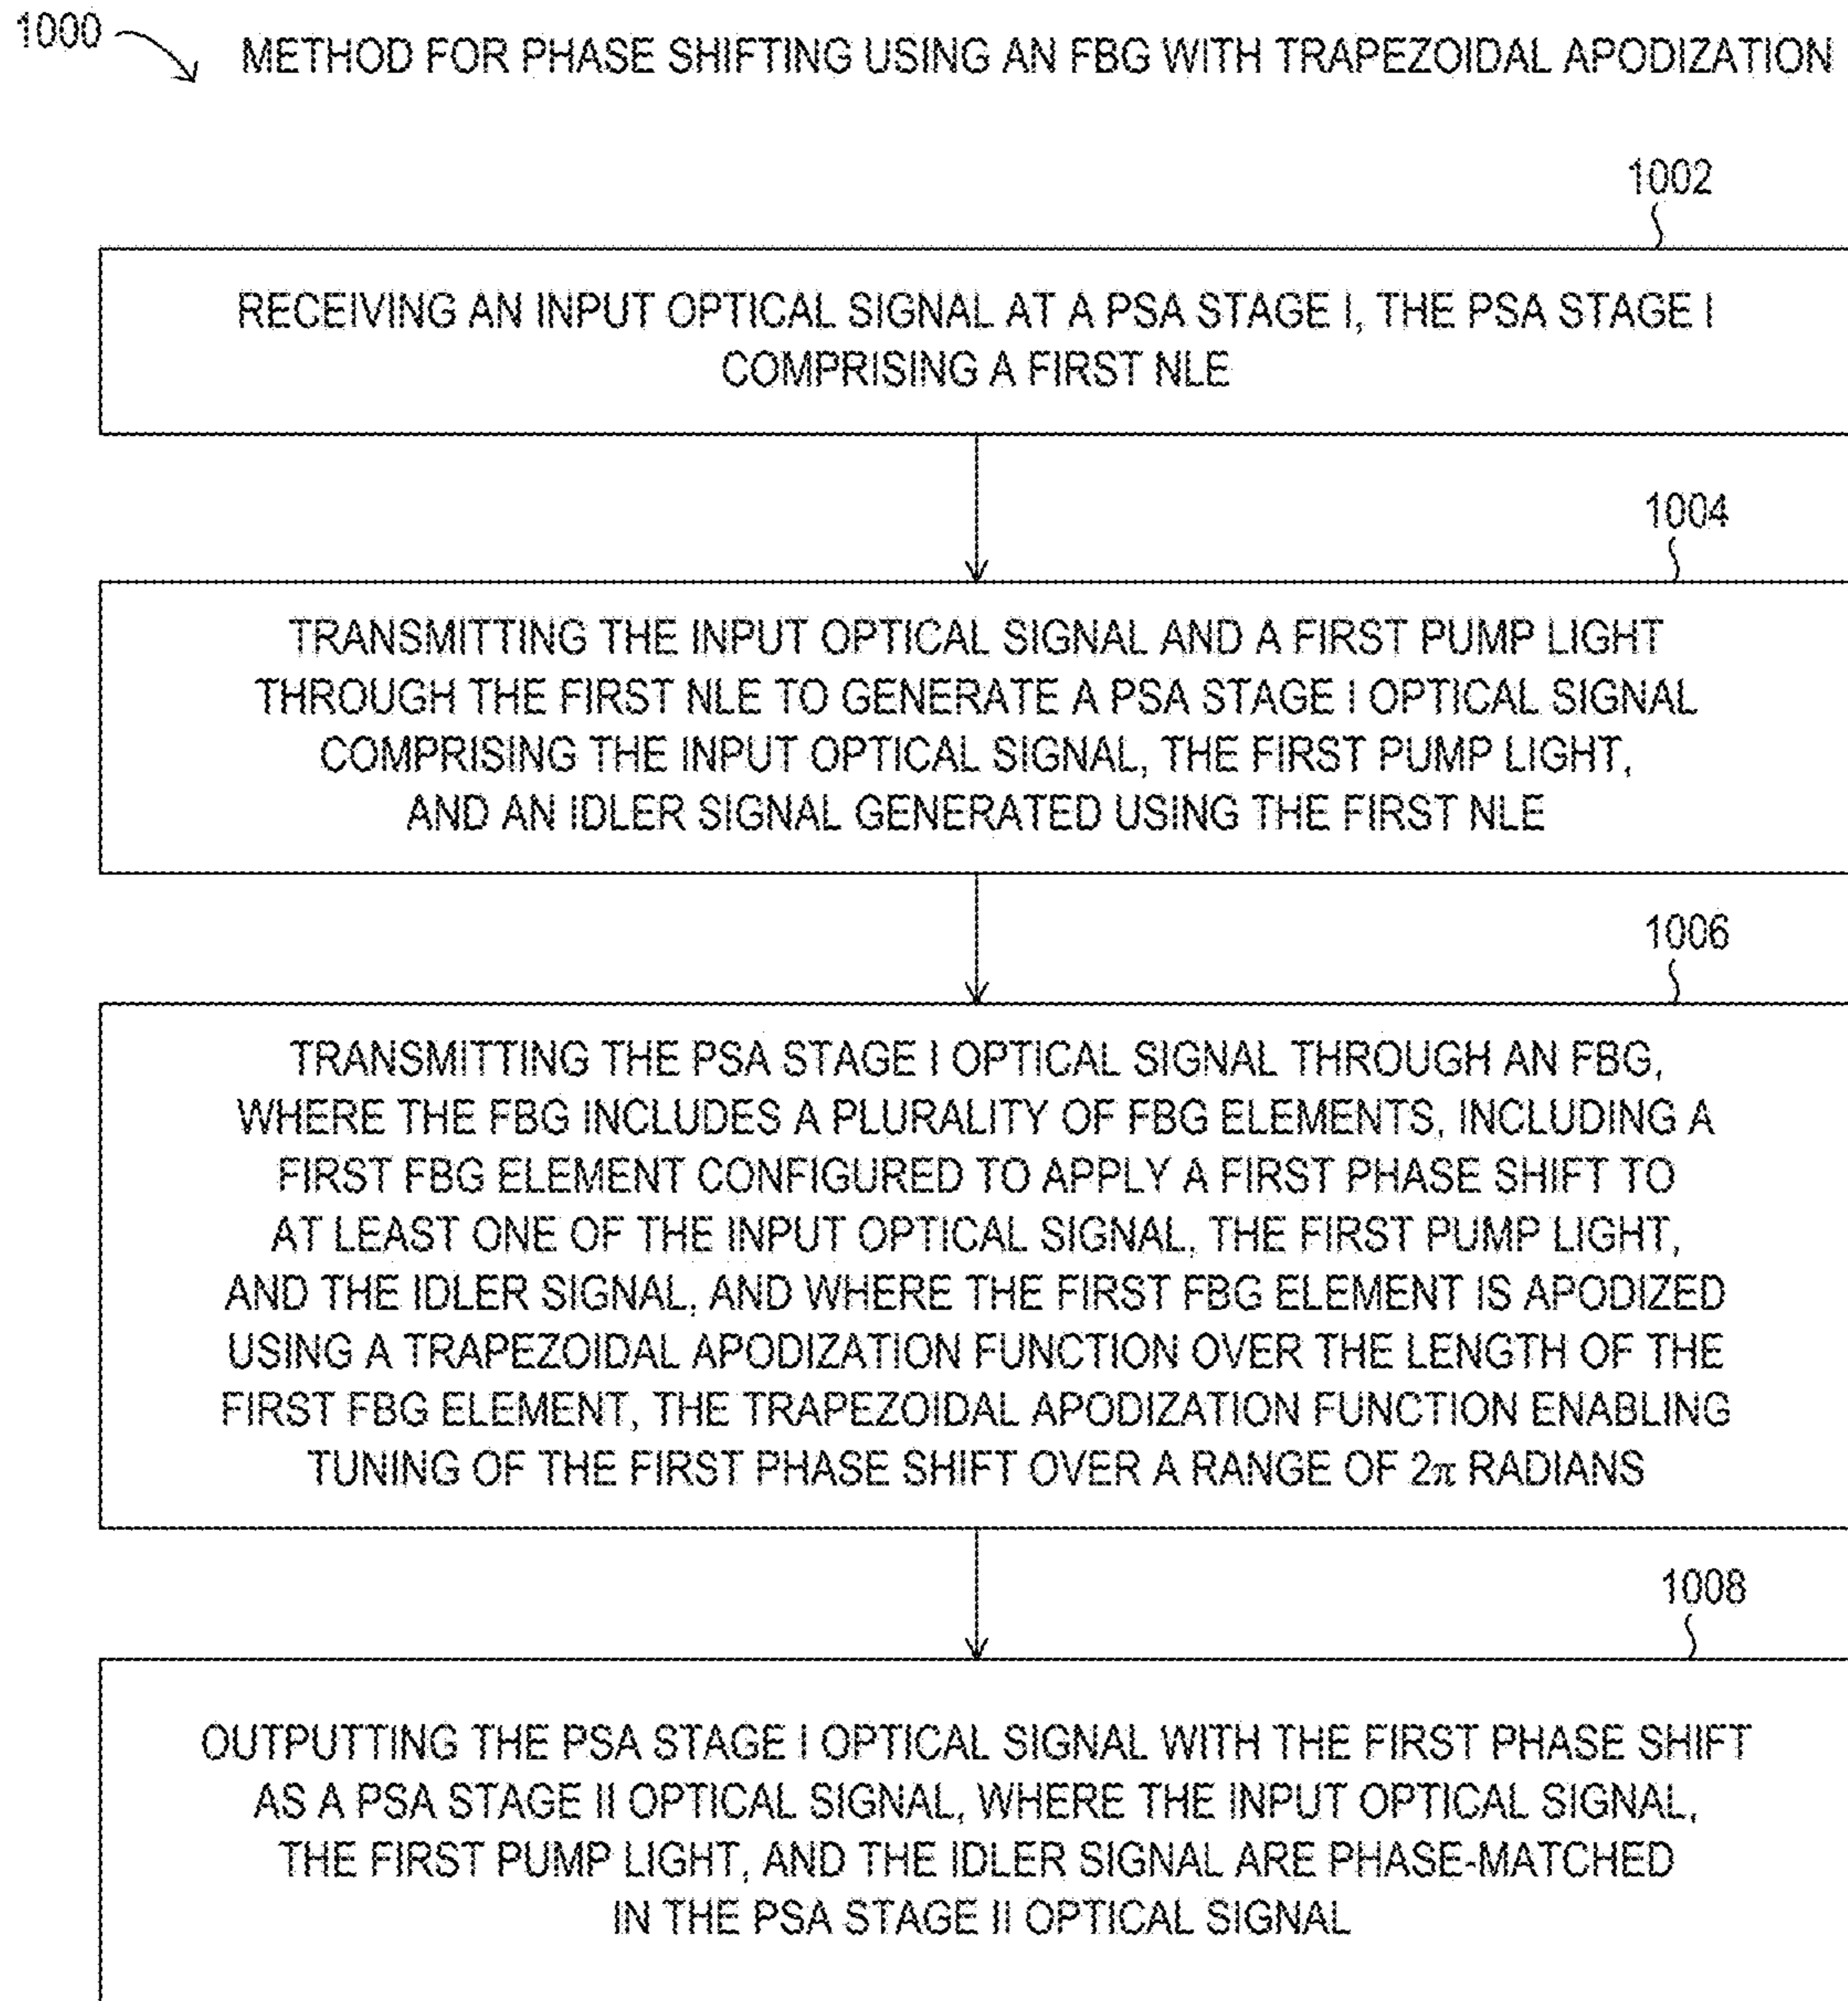 1000
METHOD FOR PHASE SHIFTING USING AN FBG WITH TRAPEZOIDAL APODIZATION
1002
RECEIVING AN INPUT OPTICAL SIGNAL AT A PSA STAGE I, THE PSA STAGE I
COMPRISING A FIRST NLE
1004
TRANSMITTING THE INPUT OPTICAL SIGNAL AND A FIRST PUMP LIGHT
THROUGH THE FIRST NLE TO GENERATE A PSA STAGE I OPTICAL SIGNAL
COMPRISING THE INPUT OPTICAL SIGNAL, THE FIRST PUMP LIGHT,
AND AN IDLER SIGNAL GENERATED USING THE FIRST NLE
1006
TRANSMITTING THE PSA STAGE I OPTICAL SIGNAL THROUGH AN FBG,
WHERE THE FBG INCLUDES A PLURALITY OF FBG ELEMENTS, INCLUDING A
FIRST FBG ELEMENT CONFIGURED TO APPLY A FIRST PHASE SHIFT TO
AT LEAST ONE OF THE INPUT OPTICAL SIGNAL, THE FIRST PUMP LIGHT,
AND THE IDLER SIGNAL, AND WHERE THE FIRST FBG ELEMENT IS APODIZED
USING A TRAPEZOIDAL APODIZATION FUNCTION OVER THE LENGTH OF THE
FIRST FBG ELEMENT, THE TRAPEZOIDAL APODIZATION FUNCTION ENABLING
TUNING OF THE FIRST PHASE SHIFT OVER A RANGE OF 2π RADIANS
1008
OUTPUTTING THE PSA STAGE I OPTICAL SIGNAL WITH THE FIRST PHASE SHIFT
AS A PSA STAGE II OPTICAL SIGNAL, WHERE THE INPUT OPTICAL SIGNAL,
THE FIRST PUMP LIGHT, AND THE IDLER SIGNAL ARE PHASE-MATCHED
IN THE PSA STAGE II OPTICAL SIGNAL